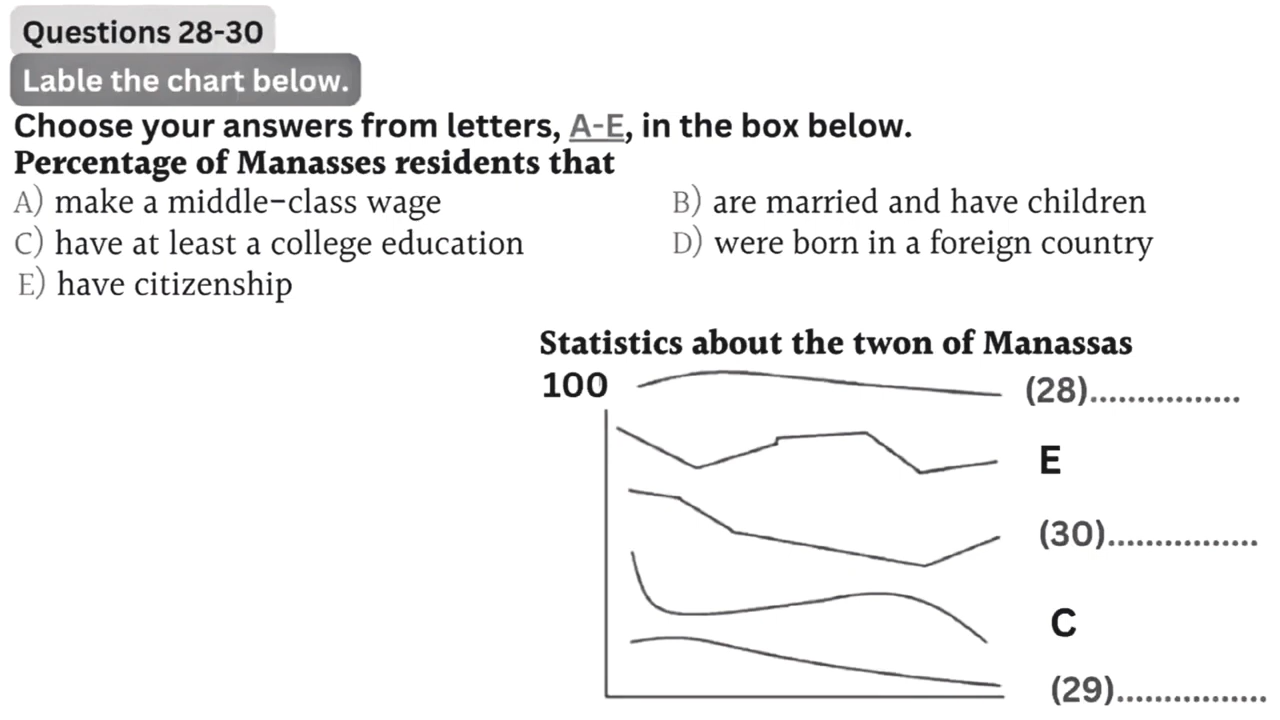 Questions 28-30
Lable the chart below.
Choose your answers from letters, A-E, in the box below.
Percentage of Manasses residents that
A) make a middle-class wage B) are married and have children
C) have at least a college education D) were born in a foreign country
E) have citizenship
Statistics about the twon of Manassas
100 (28)................
E
(30)................
C
(29)................